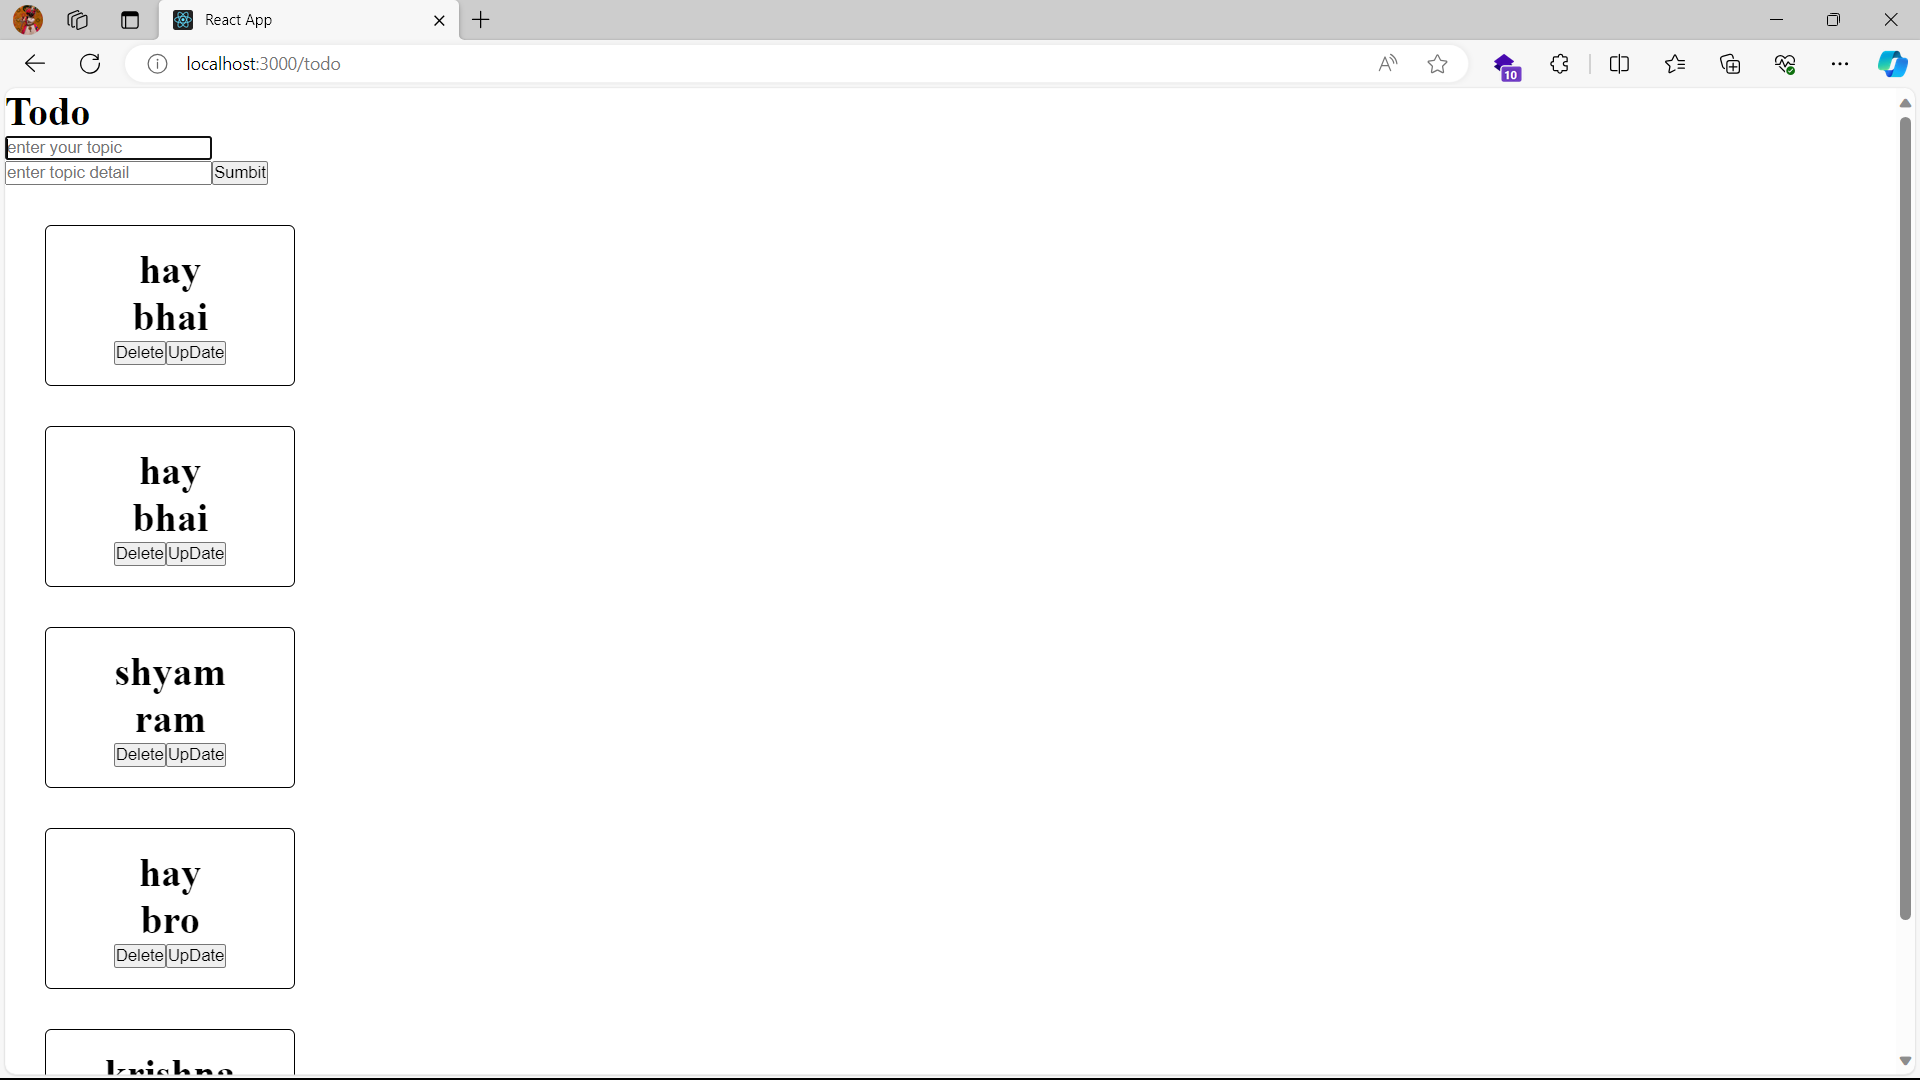 React App
localhost:3000/todo
10
Todo
enter your topic
enter topic detail Sumbit
hay
bhai
Delete UpDate
hay
bhai
Delete UpDate
shyam
ram
Delete UpDate
hay
bro
Delete UpDate
krishna